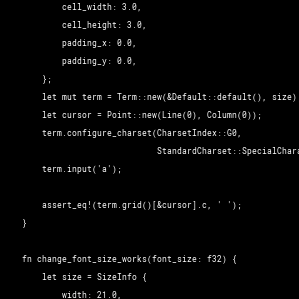 cell_width: 3.0,
cell_height: 3.0,
padding_x: 0.0,
padding_y: 0.0,
};
let mut term = Term::new(&Default::default(), size)
let cursor = Point::new(Line(0), Column(0));
term.configure_charset(CharsetIndex::G0,
StandardCharset::SpecialChara
term.input('a');
assert_eq!(term.grid()[&cursor].c, ' ');
}
fn change_font_size_works(font_size: f32) {
let size = SizeInfo {
width: 21.0,